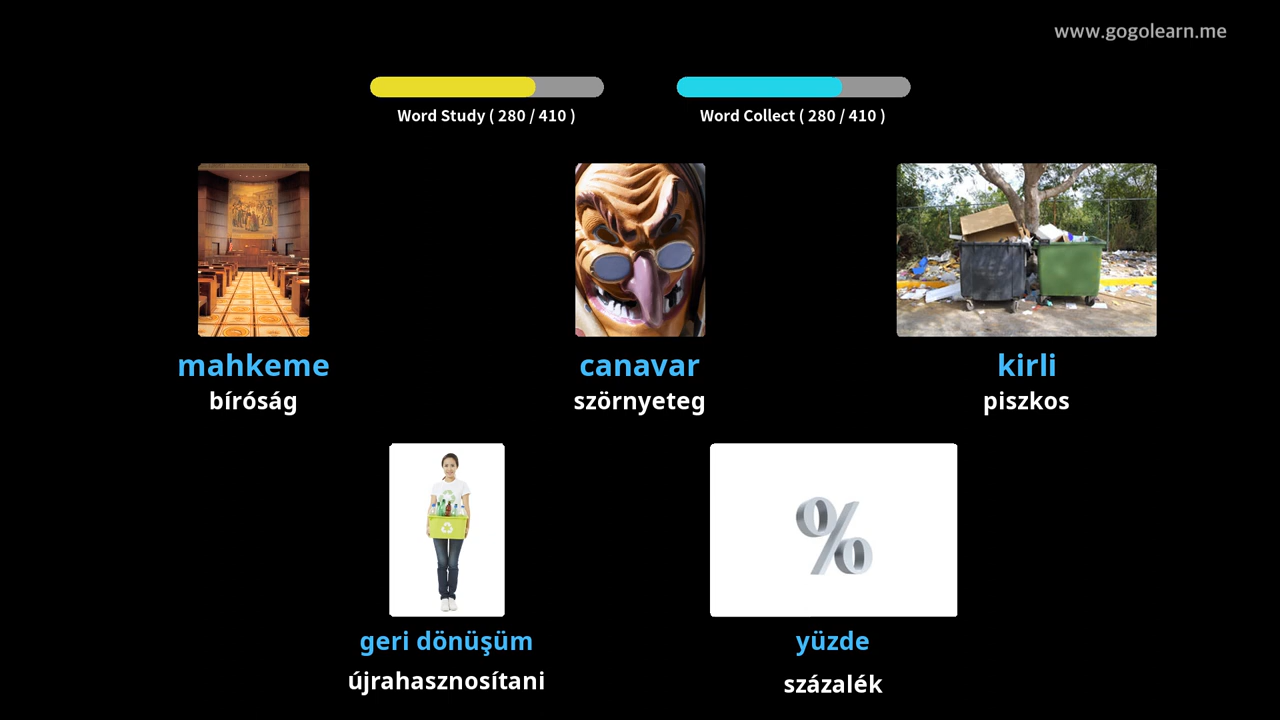 www.gogolearn.me
Word Study ( 280 / 410 )
Word Collect ( 280 / 410 )
mahkeme
bíróság
canavar
szörnyeteg
kirli
piszkos
geri dönüşüm
újrahasznosítani
yüzde
százalék